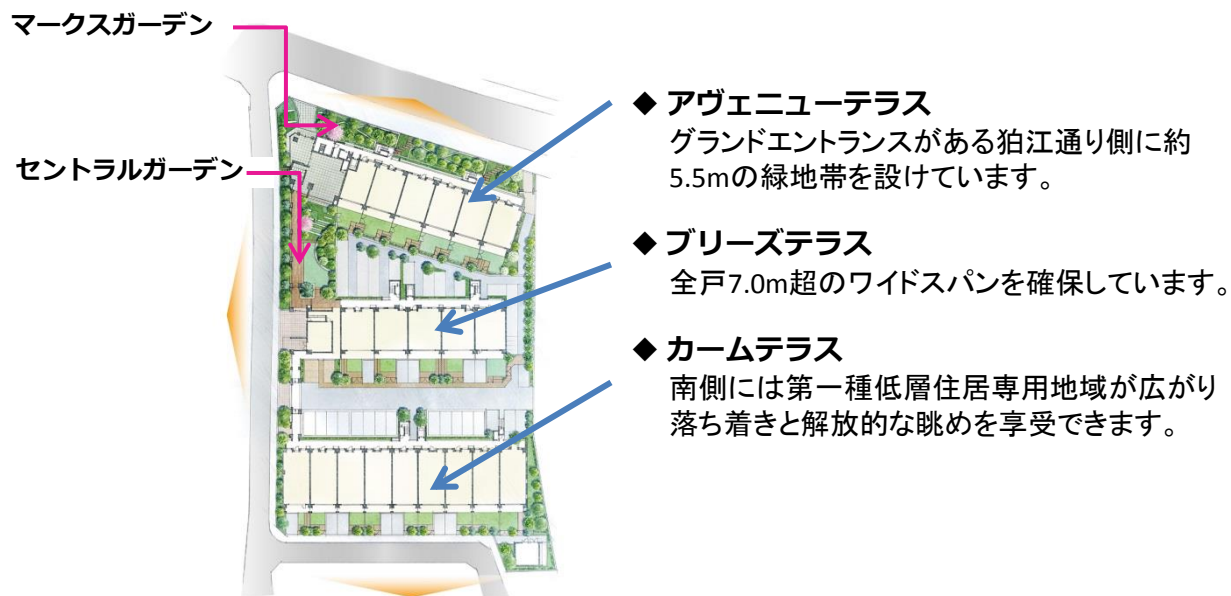 マークスガーデン
セントラルガーデン
◆ アヴェニューテラス
グランドエントランスがある狛江通り側に約
5.5mの緑地帯を設けています。
◆ ブリーズテラス
全戸7.0m超のワイドスパンを確保しています。
◆ カームテラス
南側には第一種低層住居専用地域が広がり
落ち着きと解放的な眺めを享受できます。